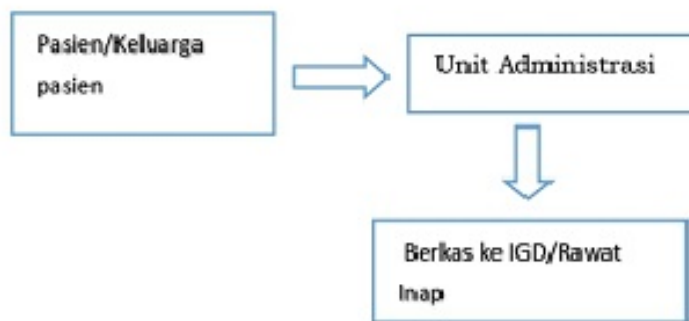 Pasien/Keluarga
pasien
Unit Administrasi
Berkas ke IGD/Rawat
Inap